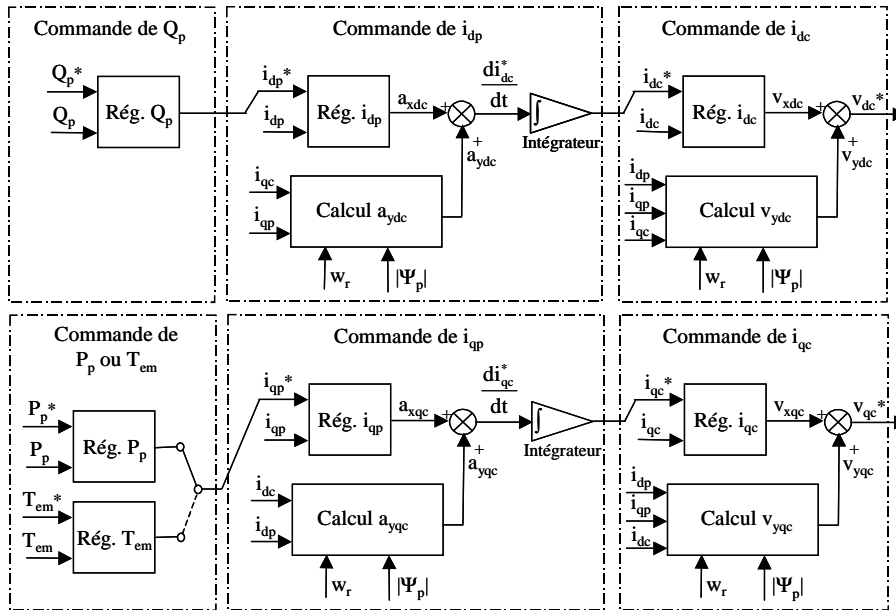 Commande de Qp
Qp*
Qp
Rég. Qp
Commande de idp
idp*
idp
Rég. idp
axdc
+
di*dc
dt
∫
Intégrateur
+
aydc
iqc
iqp
Calcul aydc
wr
|Ψp|
Commande de idc
idc*
idc
Rég. idc
vxdc
+
vdc*
+
vydc
idp
iqp
iqc
Calcul vydc
wr
|Ψp|
Commande de
Pp ou Tem
Pp*
Pp
Rég. Pp
Tem*
Tem
Rég. Tem
Commande de iqp
iqp*
iqp
Rég. iqp
axqc
+
di*qc
dt
∫
Intégrateur
+
ayqc
idc
idp
Calcul ayqc
wr
|Ψp|
Commande de iqc
iqc*
iqc
Rég. iqc
vxqc
+
vqc*
+
vyqc
idp
iqp
idc
Calcul vyqc
wr
|Ψp|